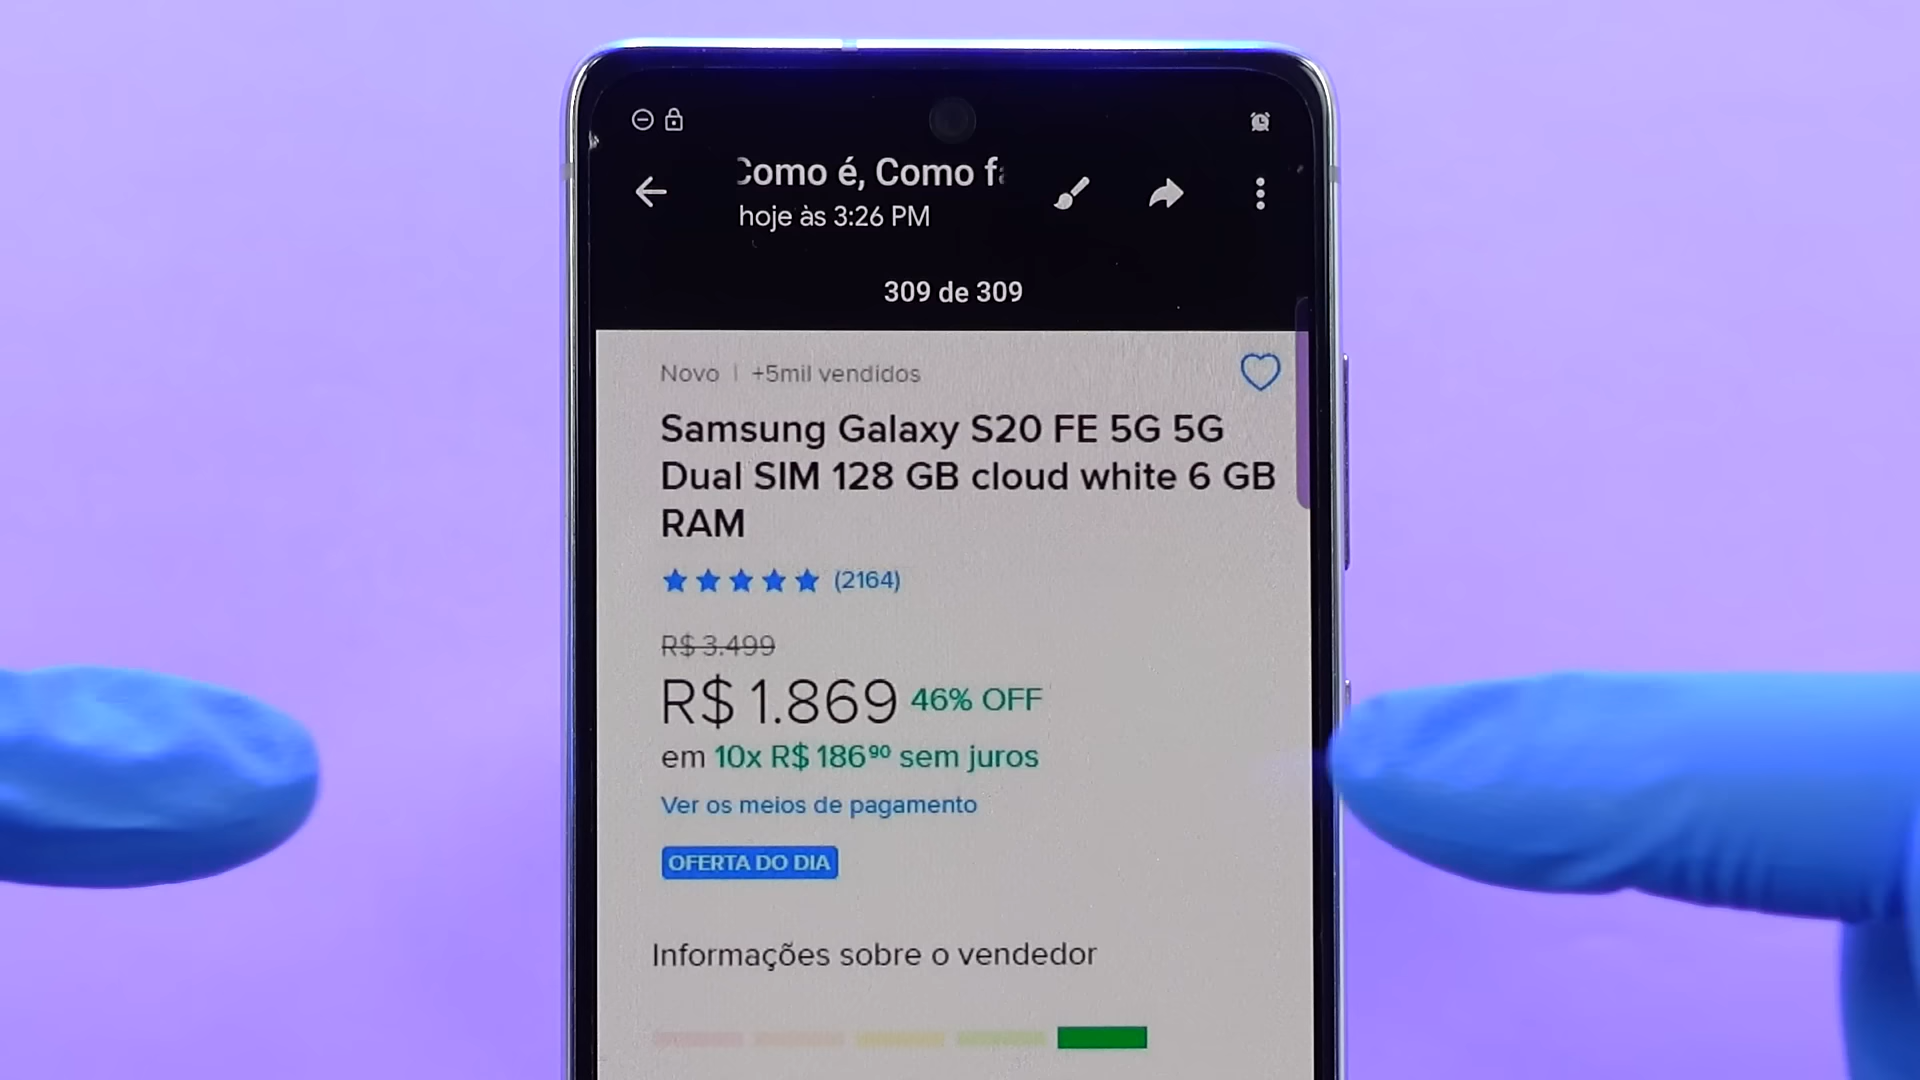 Como é, Como f
hoje às 3:26 PM
309 de 309
Novo | +5mil vendidos
Samsung Galaxy S20 FE 5G 5G
Dual SIM 128 GB cloud white 6 GB
RAM
(2164)
R$ 3.499
R$ 1.869 46% OFF
em 10x R$ 186⁹⁰ sem juros
Ver os meios de pagamento
OFERTA DO DIA
Informações sobre o vendedor